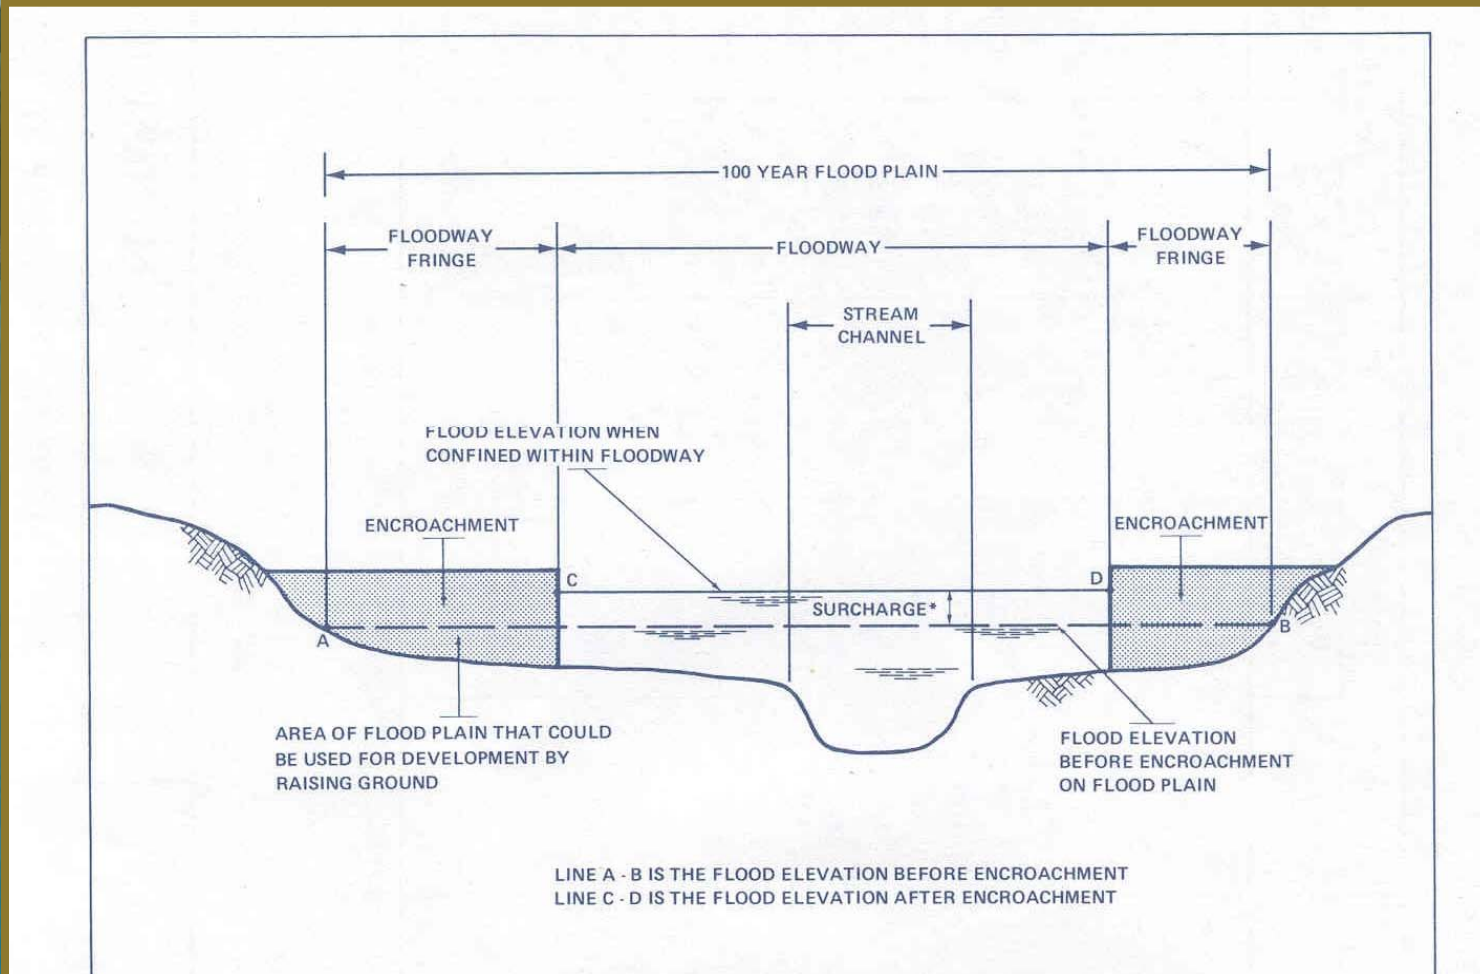 100 YEAR FLOOD PLAIN
FLOODWAY
FRINGE
FLOODWAY
FLOODWAY
FRINGE
STREAM
CHANNEL
FLOOD ELEVATION WHEN
CONFINED WITHIN FLOODWAY
ENCROACHMENT
ENCROACHMENT
C
D
SURCHARGE*
A
B
AREA OF FLOOD PLAIN THAT COULD
BE USED FOR DEVELOPMENT BY
RAISING GROUND
FLOOD ELEVATION
BEFORE ENCROACHMENT
ON FLOOD PLAIN
LINE A - B IS THE FLOOD ELEVATION BEFORE ENCROACHMENT
LINE C - D IS THE FLOOD ELEVATION AFTER ENCROACHMENT